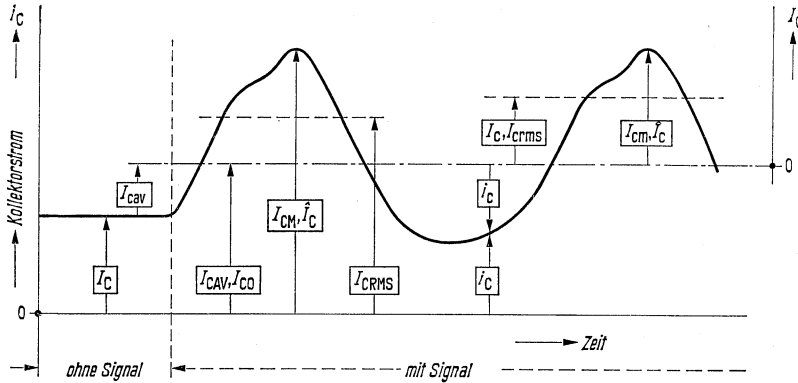 i_C
I_C
Kollektorstrom
I_cav
I_C
I_CAV, I_CO
I_CM, Î_C
I_CRMS
i_c
i_C
I_c, I_crms
I_cm, Î_c
0
0
Zeit
ohne Signal
mit Signal